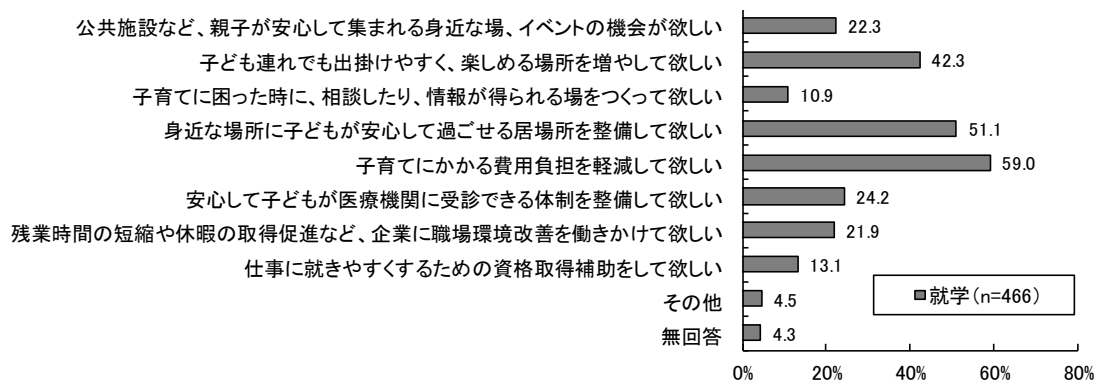 公共施設など、親子が安心して集まれる身近な場、イベントの機会が欲しい 22.3
子ども連れでも出掛けやすく、楽しめる場所を増やして欲しい 42.3
子育てに困った時に、相談したり、情報が得られる場をつくって欲しい 10.9
身近な場所に子どもが安心して過ごせる居場所を整備して欲しい 51.1
子育てにかかる費用負担を軽減して欲しい 59.0
安心して子どもが医療機関に受診できる体制を整備して欲しい 24.2
残業時間の短縮や休暇の取得促進など、企業に職場環境改善を働きかけて欲しい 21.9
仕事に就きやすくするための資格取得補助をして欲しい 13.1
その他 4.5
無回答 4.3
就学(n=466)
0% 20% 40% 60% 80%